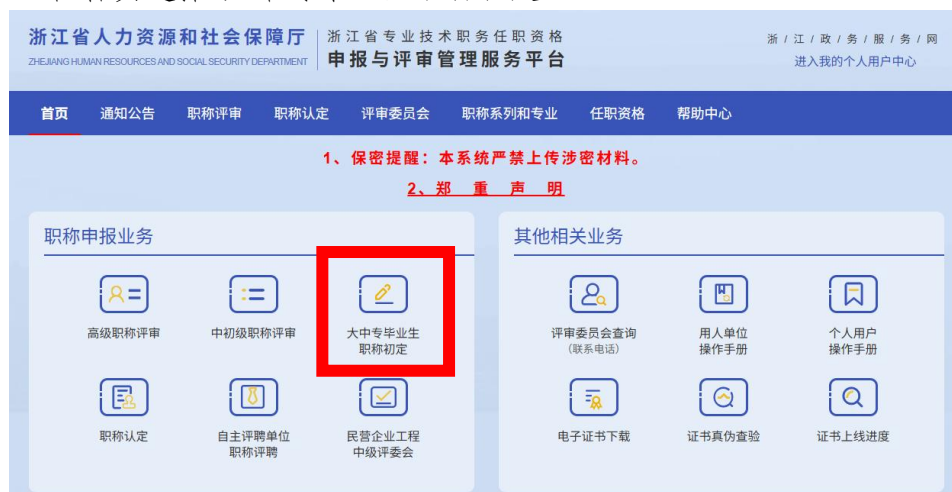 浙江省人力资源和社会保障厅
ZHEJIANG HUMAN RESOURCES AND SOCIAL SECURITY DEPARTMENT
浙江省专业技术职务任职资格
申报与评审管理服务平台
浙/江/政/务/服/务/网
进入我的个人用户中心
首页 通知公告 职称评审 职称认定 评审委员会 职称系列和专业 任职资格 帮助中心
1、保密提醒：本系统严禁上传涉密材料。
2、郑 重 声 明
职称申报业务
高级职称评审
中初级职称评审
大中专毕业生
职称初定
职称认定
自主评聘单位
职称评聘
民营企业工程
中级评委会
其他相关业务
评审委员会查询
(联系电话)
用人单位
操作手册
个人用户
操作手册
电子证书下载
证书真伪查验
证书上线进度